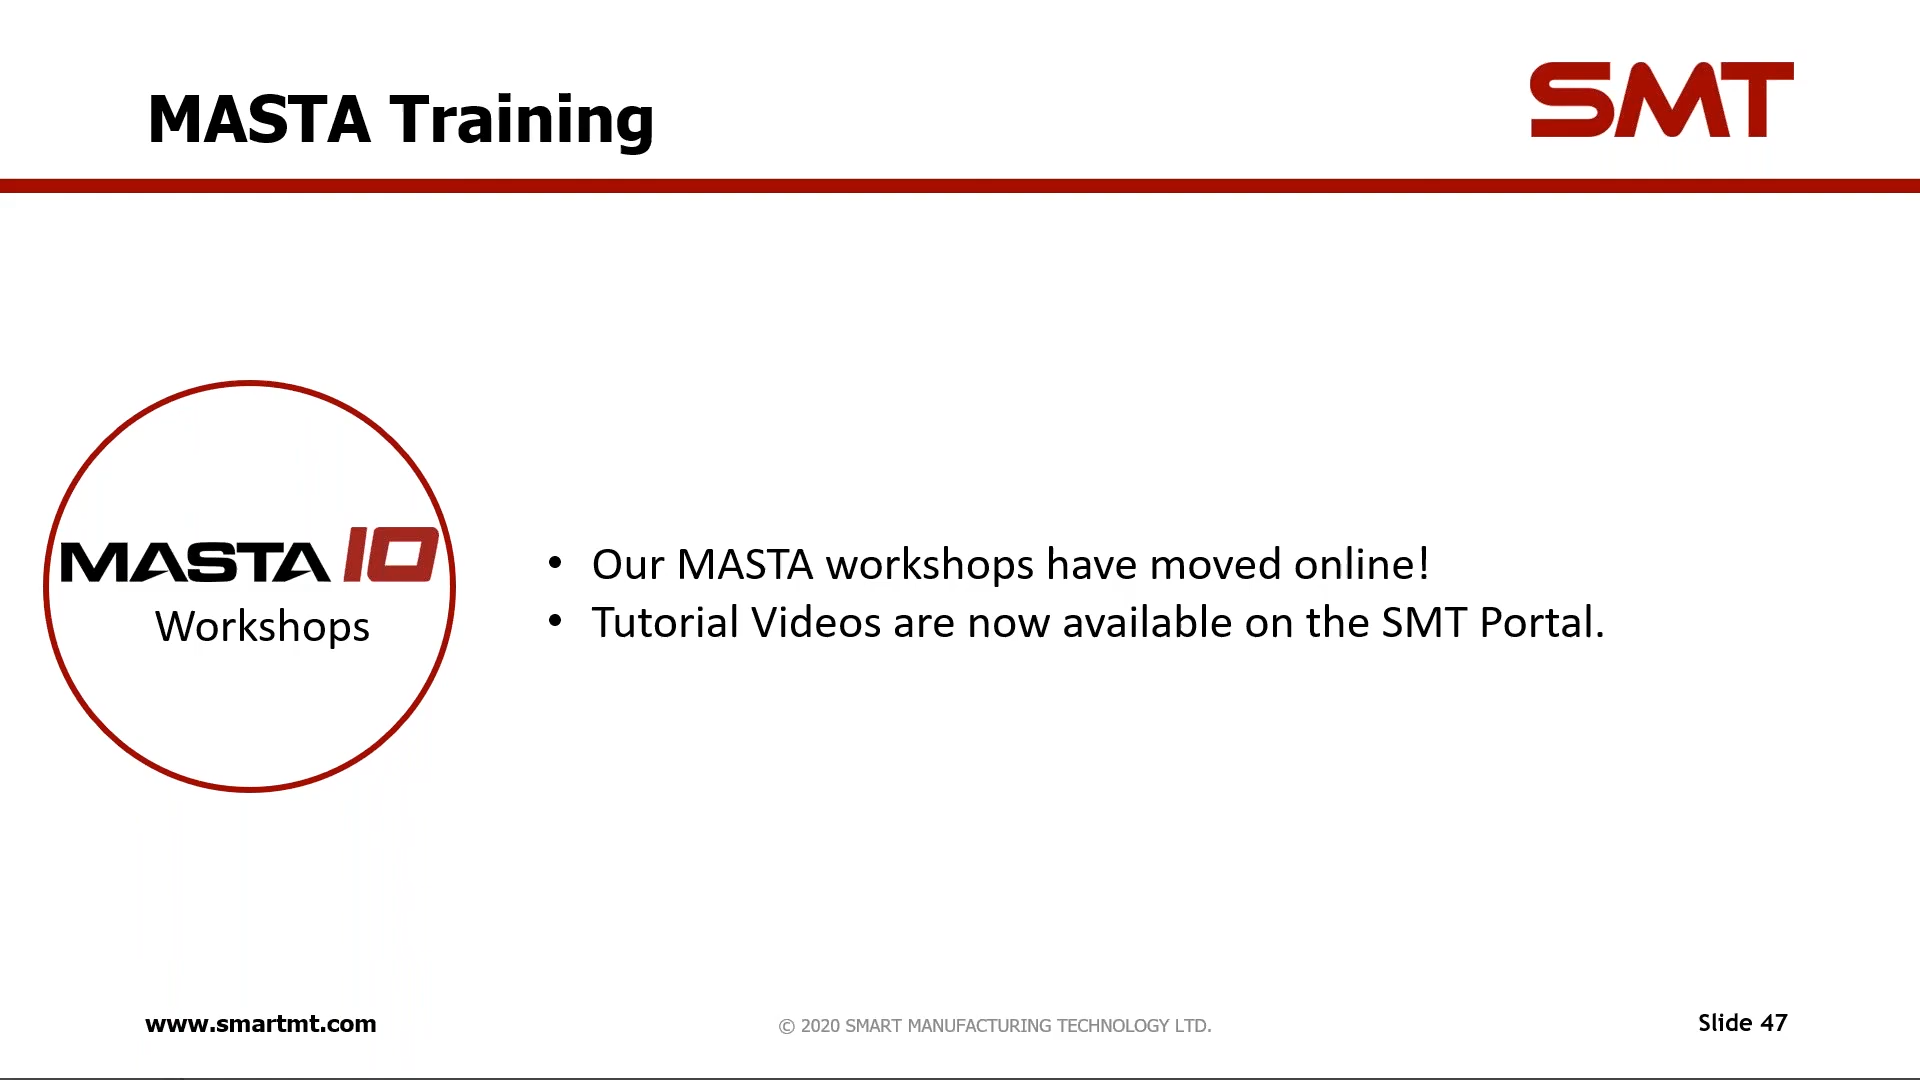 MASTA Training
SMT
MASTA 10
Workshops
• Our MASTA workshops have moved online!
• Tutorial Videos are now available on the SMT Portal.
www.smartmt.com
© 2020 SMART MANUFACTURING TECHNOLOGY LTD.
Slide 47